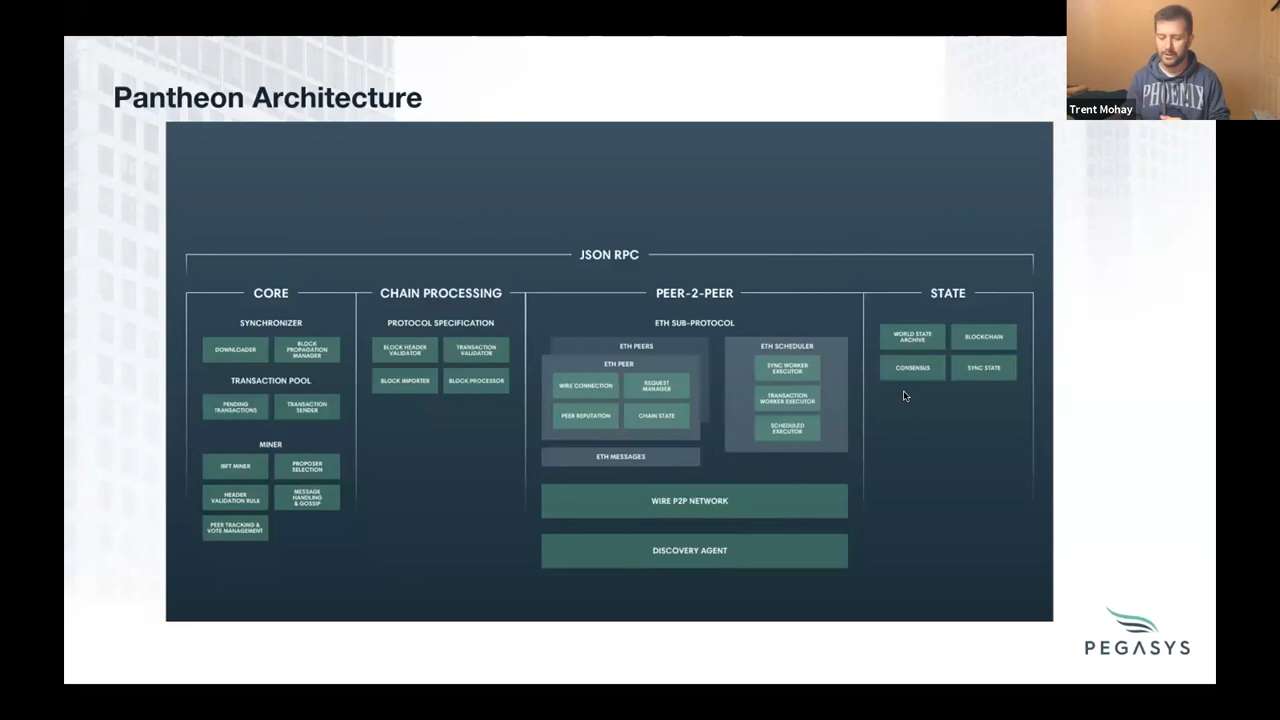 Pantheon Architecture
PHOENIX
Trent Mohay
JSON RPC
CORE
SYNCHRONIZER
DOWNLOADER
BLOCK
PROPAGATION
MANAGER
TRANSACTION POOL
PENDING
TRANSACTIONS
TRANSACTION
SENDER
MINER
IBFT MINER
PROPOSER
SELECTION
HEADER
VALIDATION RULE
MESSAGE
HANDLING
& GOSSIP
PEER TRACKING &
VOTE MANAGEMENT
CHAIN PROCESSING
PROTOCOL SPECIFICATION
BLOCK HEADER
VALIDATOR
TRANSACTION
VALIDATOR
BLOCK IMPORTER
BLOCK PROCESSOR
PEER-2-PEER
ETH SUB-PROTOCOL
ETH PEERS
ETH PEER
WIRE CONNECTION
REQUEST
MANAGER
PEER REPUTATION
CHAIN STATE
ETH MESSAGES
ETH SCHEDULER
SYNC WORKER
EXECUTOR
TRANSACTION
WORKER EXECUTOR
SCHEDULED
EXECUTOR
WIRE P2P NETWORK
DISCOVERY AGENT
STATE
WORLD STATE
ARCHIVE
BLOCKCHAIN
CONSENSUS
SYNC STATE
PEGASYS